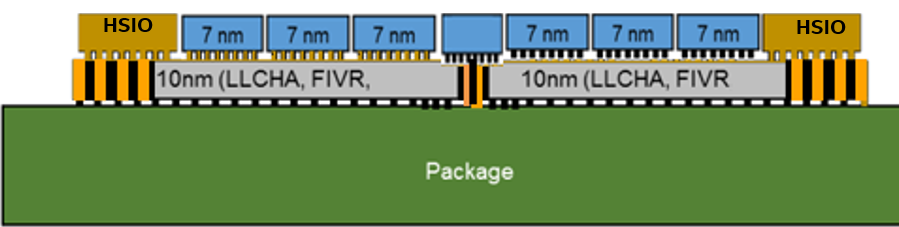 HSIO
7 nm
7 nm
7 nm
7 nm
7 nm
7 nm
HSIO
10nm (LLCHA, FIVR,
10nm (LLCHA, FIVR
Package